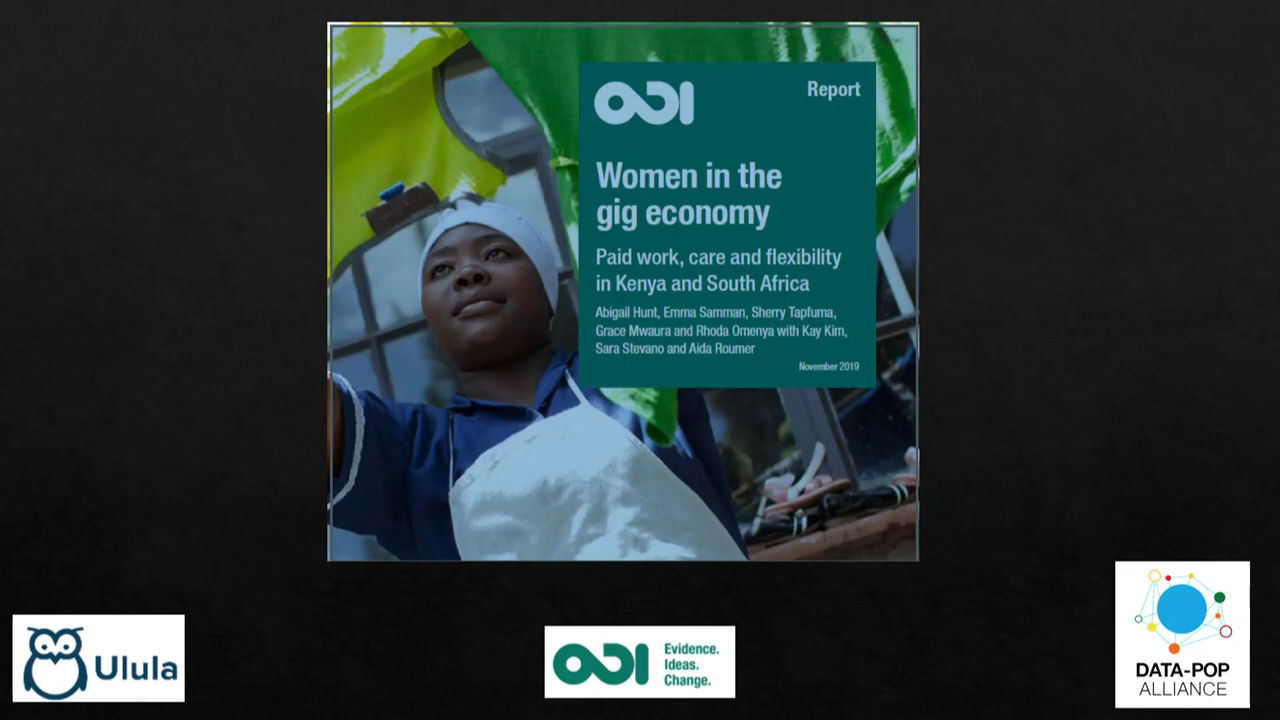 ODI
Report
Women in the
gig economy
Paid work, care and flexibility
in Kenya and South Africa
Abigail Hunt, Emma Samman, Sherry Tapfuma,
Grace Mwaura and Rhoda Omenya with Kay Kim,
Sara Stevano and Aida Roumer
November 2019
Ulula
ODI
Evidence.
Ideas.
Change.
DATA-POP
ALLIANCE